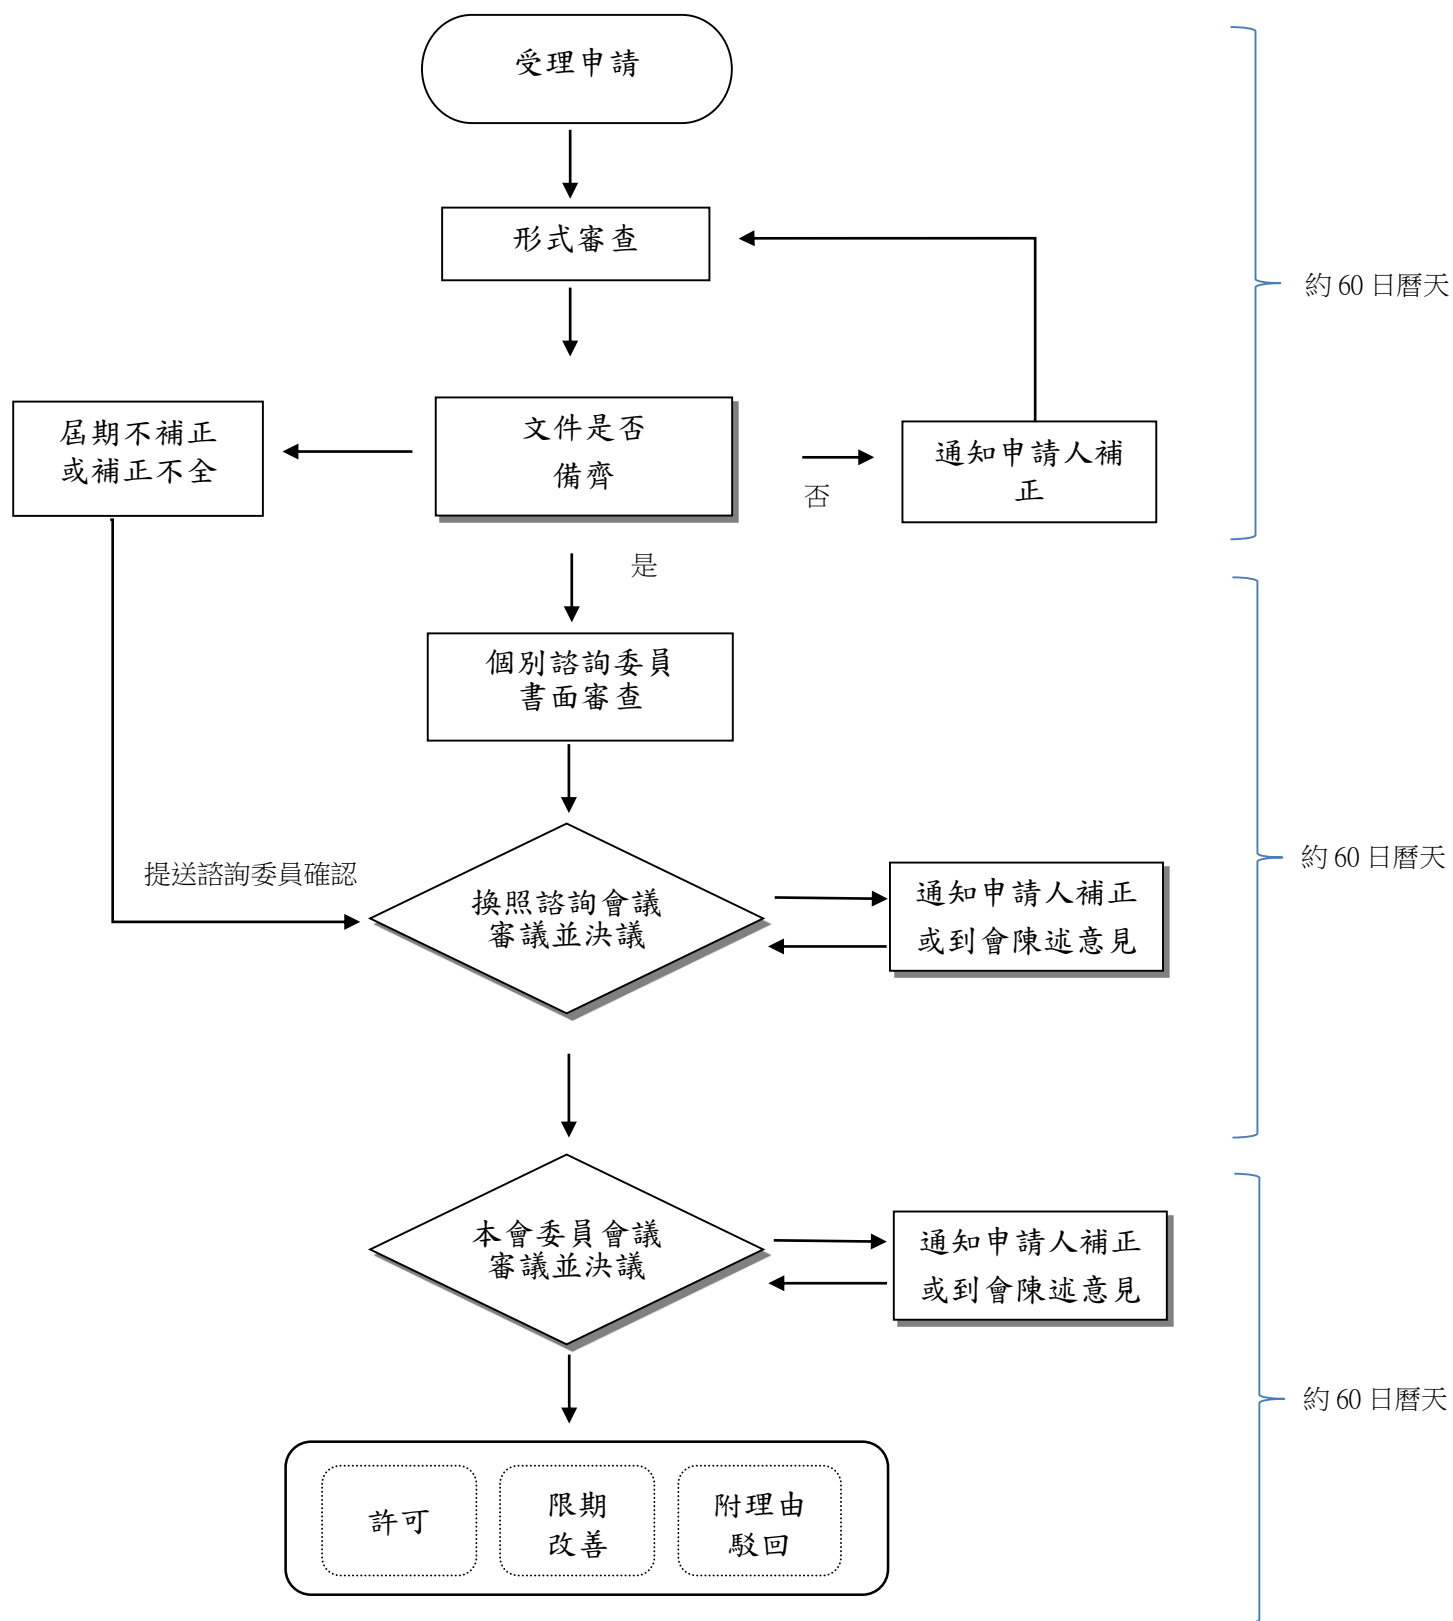 受理申請
形式審查
約 60 日曆天
屆期不補正
或補正不全
文件是否
備齊
否
通知申請人補
正
是
個別諮詢委員
書面審查
提送諮詢委員確認
換照諮詢會議
審議並決議
通知申請人補正
或到會陳述意見
約 60 日曆天
本會委員會議
審議並決議
通知申請人補正
或到會陳述意見
約 60 日曆天
許可
限期
改善
附理由
駁回